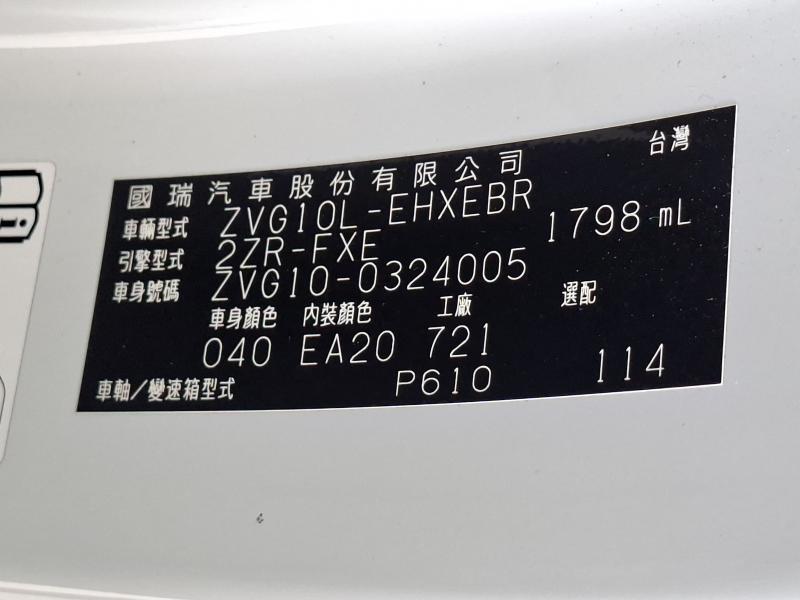 國瑞汽車股份有限公司 台灣
車輛型式 ZVG10L-EHXEBR
引擎型式 2ZR-FXE 1798 mL
車身號碼 ZVG10-0324005
車身顏色 內裝顏色 工廠 選配
040 EA20 721
車軸/變速箱型式 P610 114